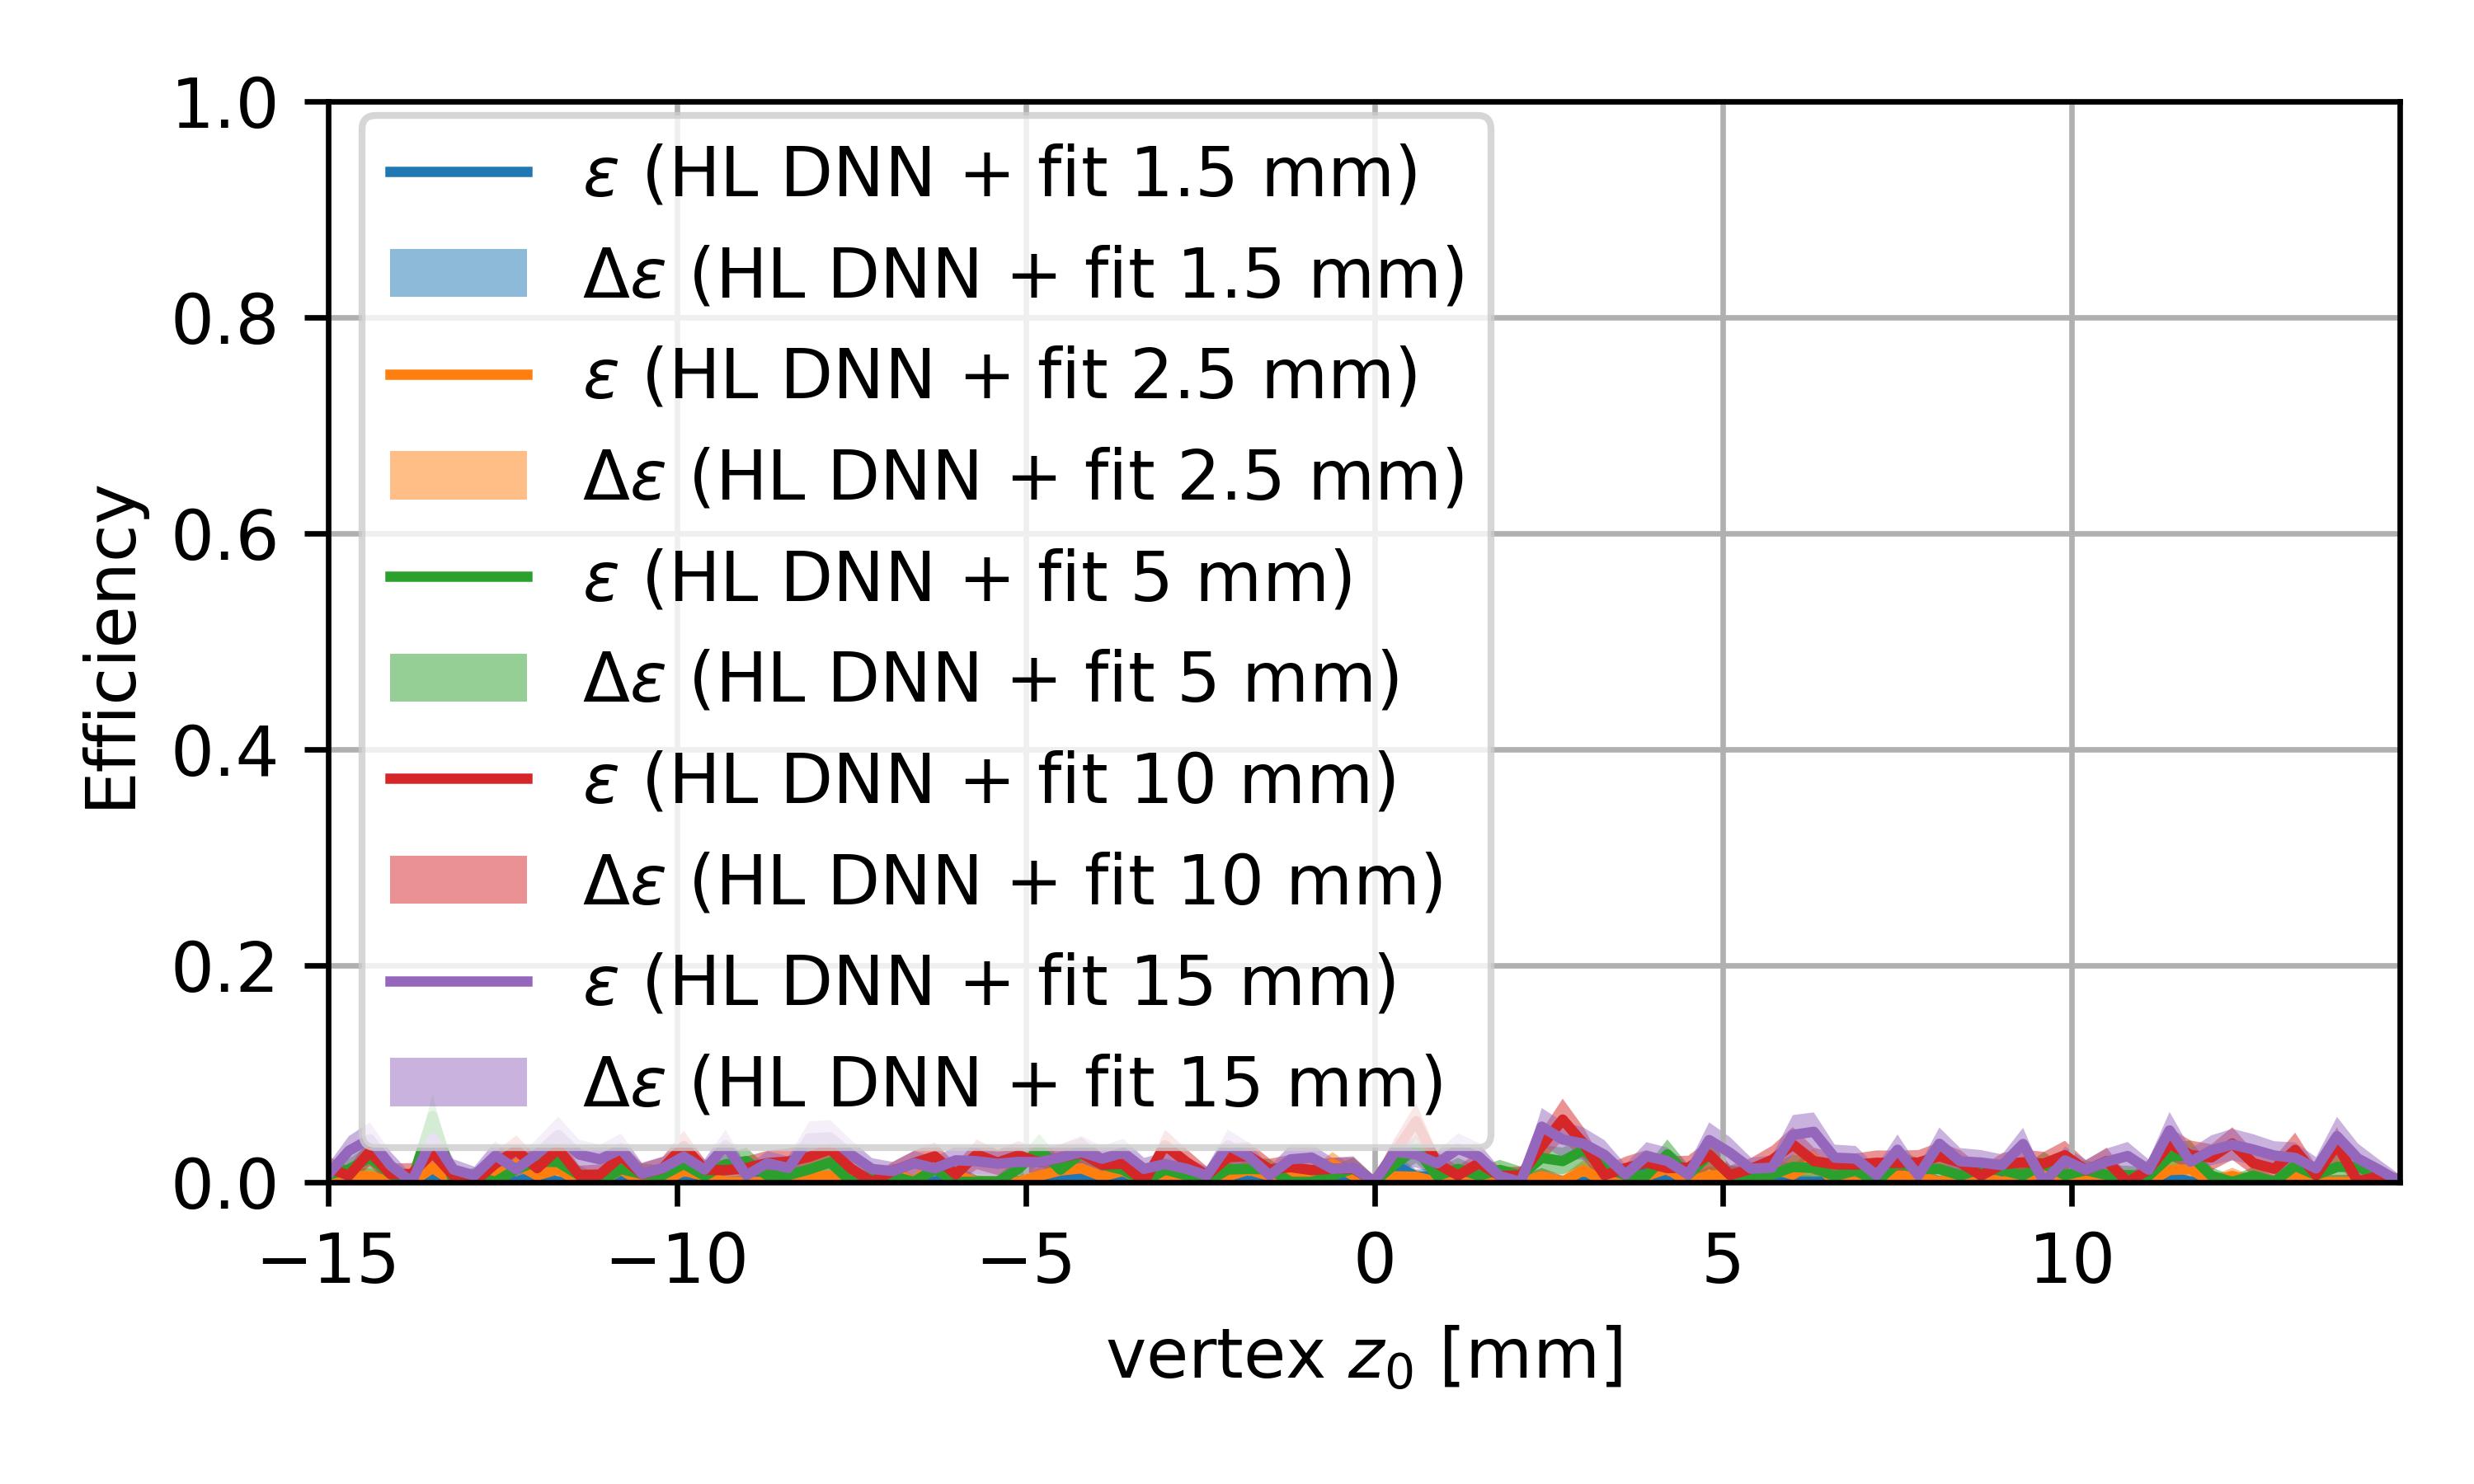 1.0
0.8
0.6
0.4
0.2
0.0
Efficiency
ε (HL DNN + fit 1.5 mm)
Δε (HL DNN + fit 1.5 mm)
ε (HL DNN + fit 2.5 mm)
Δε (HL DNN + fit 2.5 mm)
ε (HL DNN + fit 5 mm)
Δε (HL DNN + fit 5 mm)
ε (HL DNN + fit 10 mm)
Δε (HL DNN + fit 10 mm)
ε (HL DNN + fit 15 mm)
Δε (HL DNN + fit 15 mm)
−15 −10 −5 0 5 10
vertex z₀ [mm]